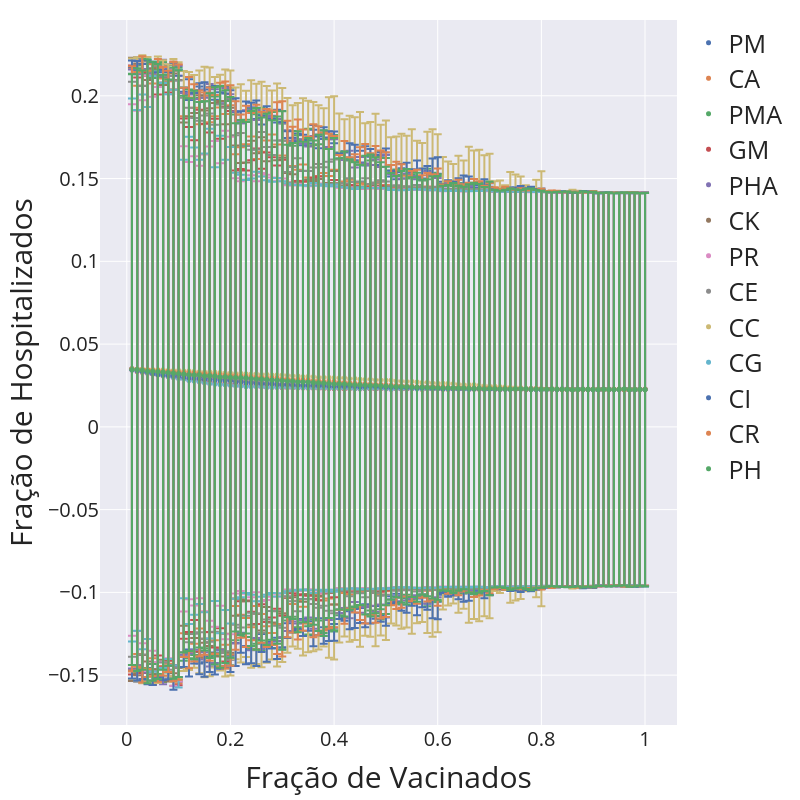 0.2
0.15
0.1
0.05
0
−0.05
−0.1
−0.15
0
0.2
0.4
0.6
0.8
1
Fração de Vacinados
Fração de Hospitalizados
PM
CA
PMA
GM
PHA
CK
PR
CE
CC
CG
CI
CR
PH